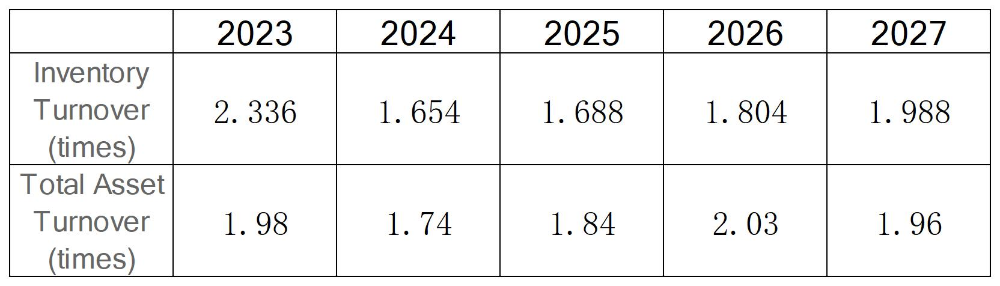 2023 2024 2025 2026 2027
Inventory
Turnover
(times)
2.336 1.654 1.688 1.804 1.988
Total Asset
Turnover
(times)
1.98 1.74 1.84 2.03 1.96